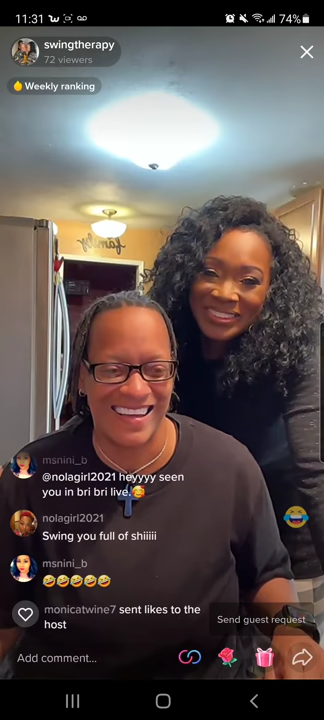 11:31 74%
swingtherapy
72 viewers
Weekly ranking
family
msnini_b
@nolagirl2021 heyyyy seen
you in bri bri live.🥰
nolagirl2021
Swing you full of shiiiii
msnini_b
🤣🤣🤣🤣🤣
monicatwine7 sent likes to the
host
Send guest request
Add comment...